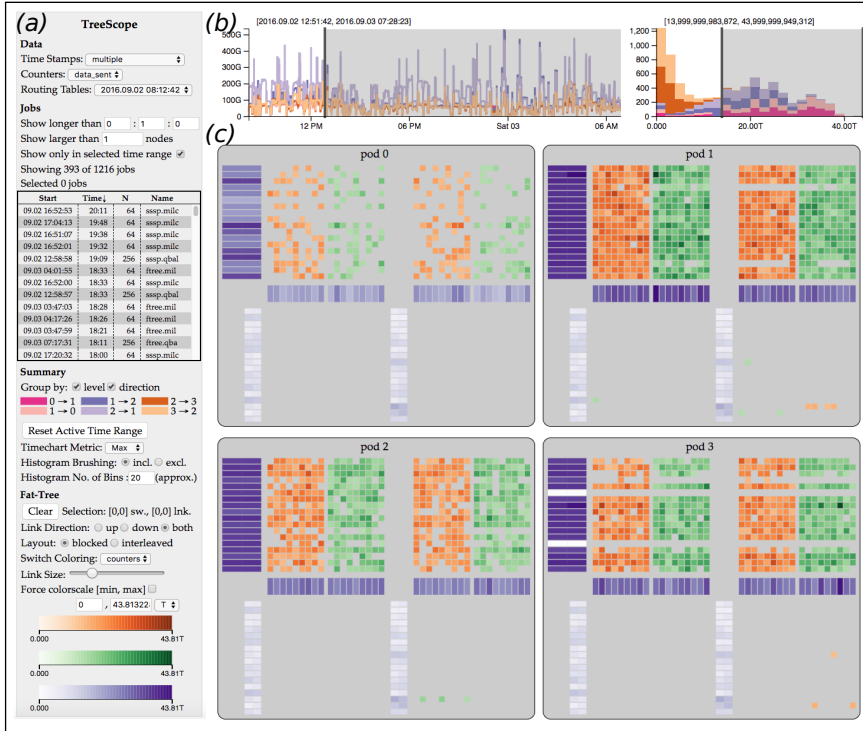 (a)
TreeScope
Data
Time Stamps: multiple
Counters: data_sent
Routing Tables: 2016.09.02 08:12:42
Jobs
Show longer than 0 : 1 : 0
Show larger than 1 nodes
Show only in selected time range
Showing 393 of 1216 jobs
Selected 0 jobs
Start Time↓ N Name
09.02 16:52:53 20:11 64 sssp.milc
09.02 17:04:13 19:48 64 sssp.milc
09.02 16:51:07 19:38 64 sssp.milc
09.02 16:52:01 19:32 64 sssp.milc
09.02 12:58:58 19:09 256 sssp.qbal
09.03 04:01:55 18:33 64 ftree.mil
09.02 16:52:00 18:33 64 sssp.milc
09.02 12:58:57 18:33 256 sssp.qbal
09.03 03:47:03 18:28 64 ftree.mil
09.03 04:17:26 18:26 64 ftree.mil
09.03 03:47:59 18:21 64 ftree.mil
09.03 07:17:31 18:11 256 ftree.qba
09.02 17:20:32 18:00 64 sssp.milc
Summary
Group by: level direction
0 → 1 1 → 2 2 → 3
1 → 0 2 → 1 3 → 2
Reset Active Time Range
Timechart Metric: Max
Histogram Brushing: incl. excl.
Histogram No. of Bins : 20 (approx.)
Fat-Tree
Clear Selection: [0,0] sw., [0,0] lnk.
Link Direction: up down both
Layout: blocked interleaved
Switch Coloring: counters
Link Size:
Force colorscale [min, max]
0 , 43.81322 T
0.000 43.81T
0.000 43.81T
0.000 43.81T
(b)
[2016.09.02 12:51:42, 2016.09.03 07:28:23]
500G
400G
300G
200G
100G
0G
12 PM 06 PM Sat 03 06 AM
[13,999,999,983,872, 43,999,999,949,312]
1,200
1,000
800
600
400
200
0
0.000 20.00T 40.00T
(c)
pod 0
pod 1
pod 2
pod 3